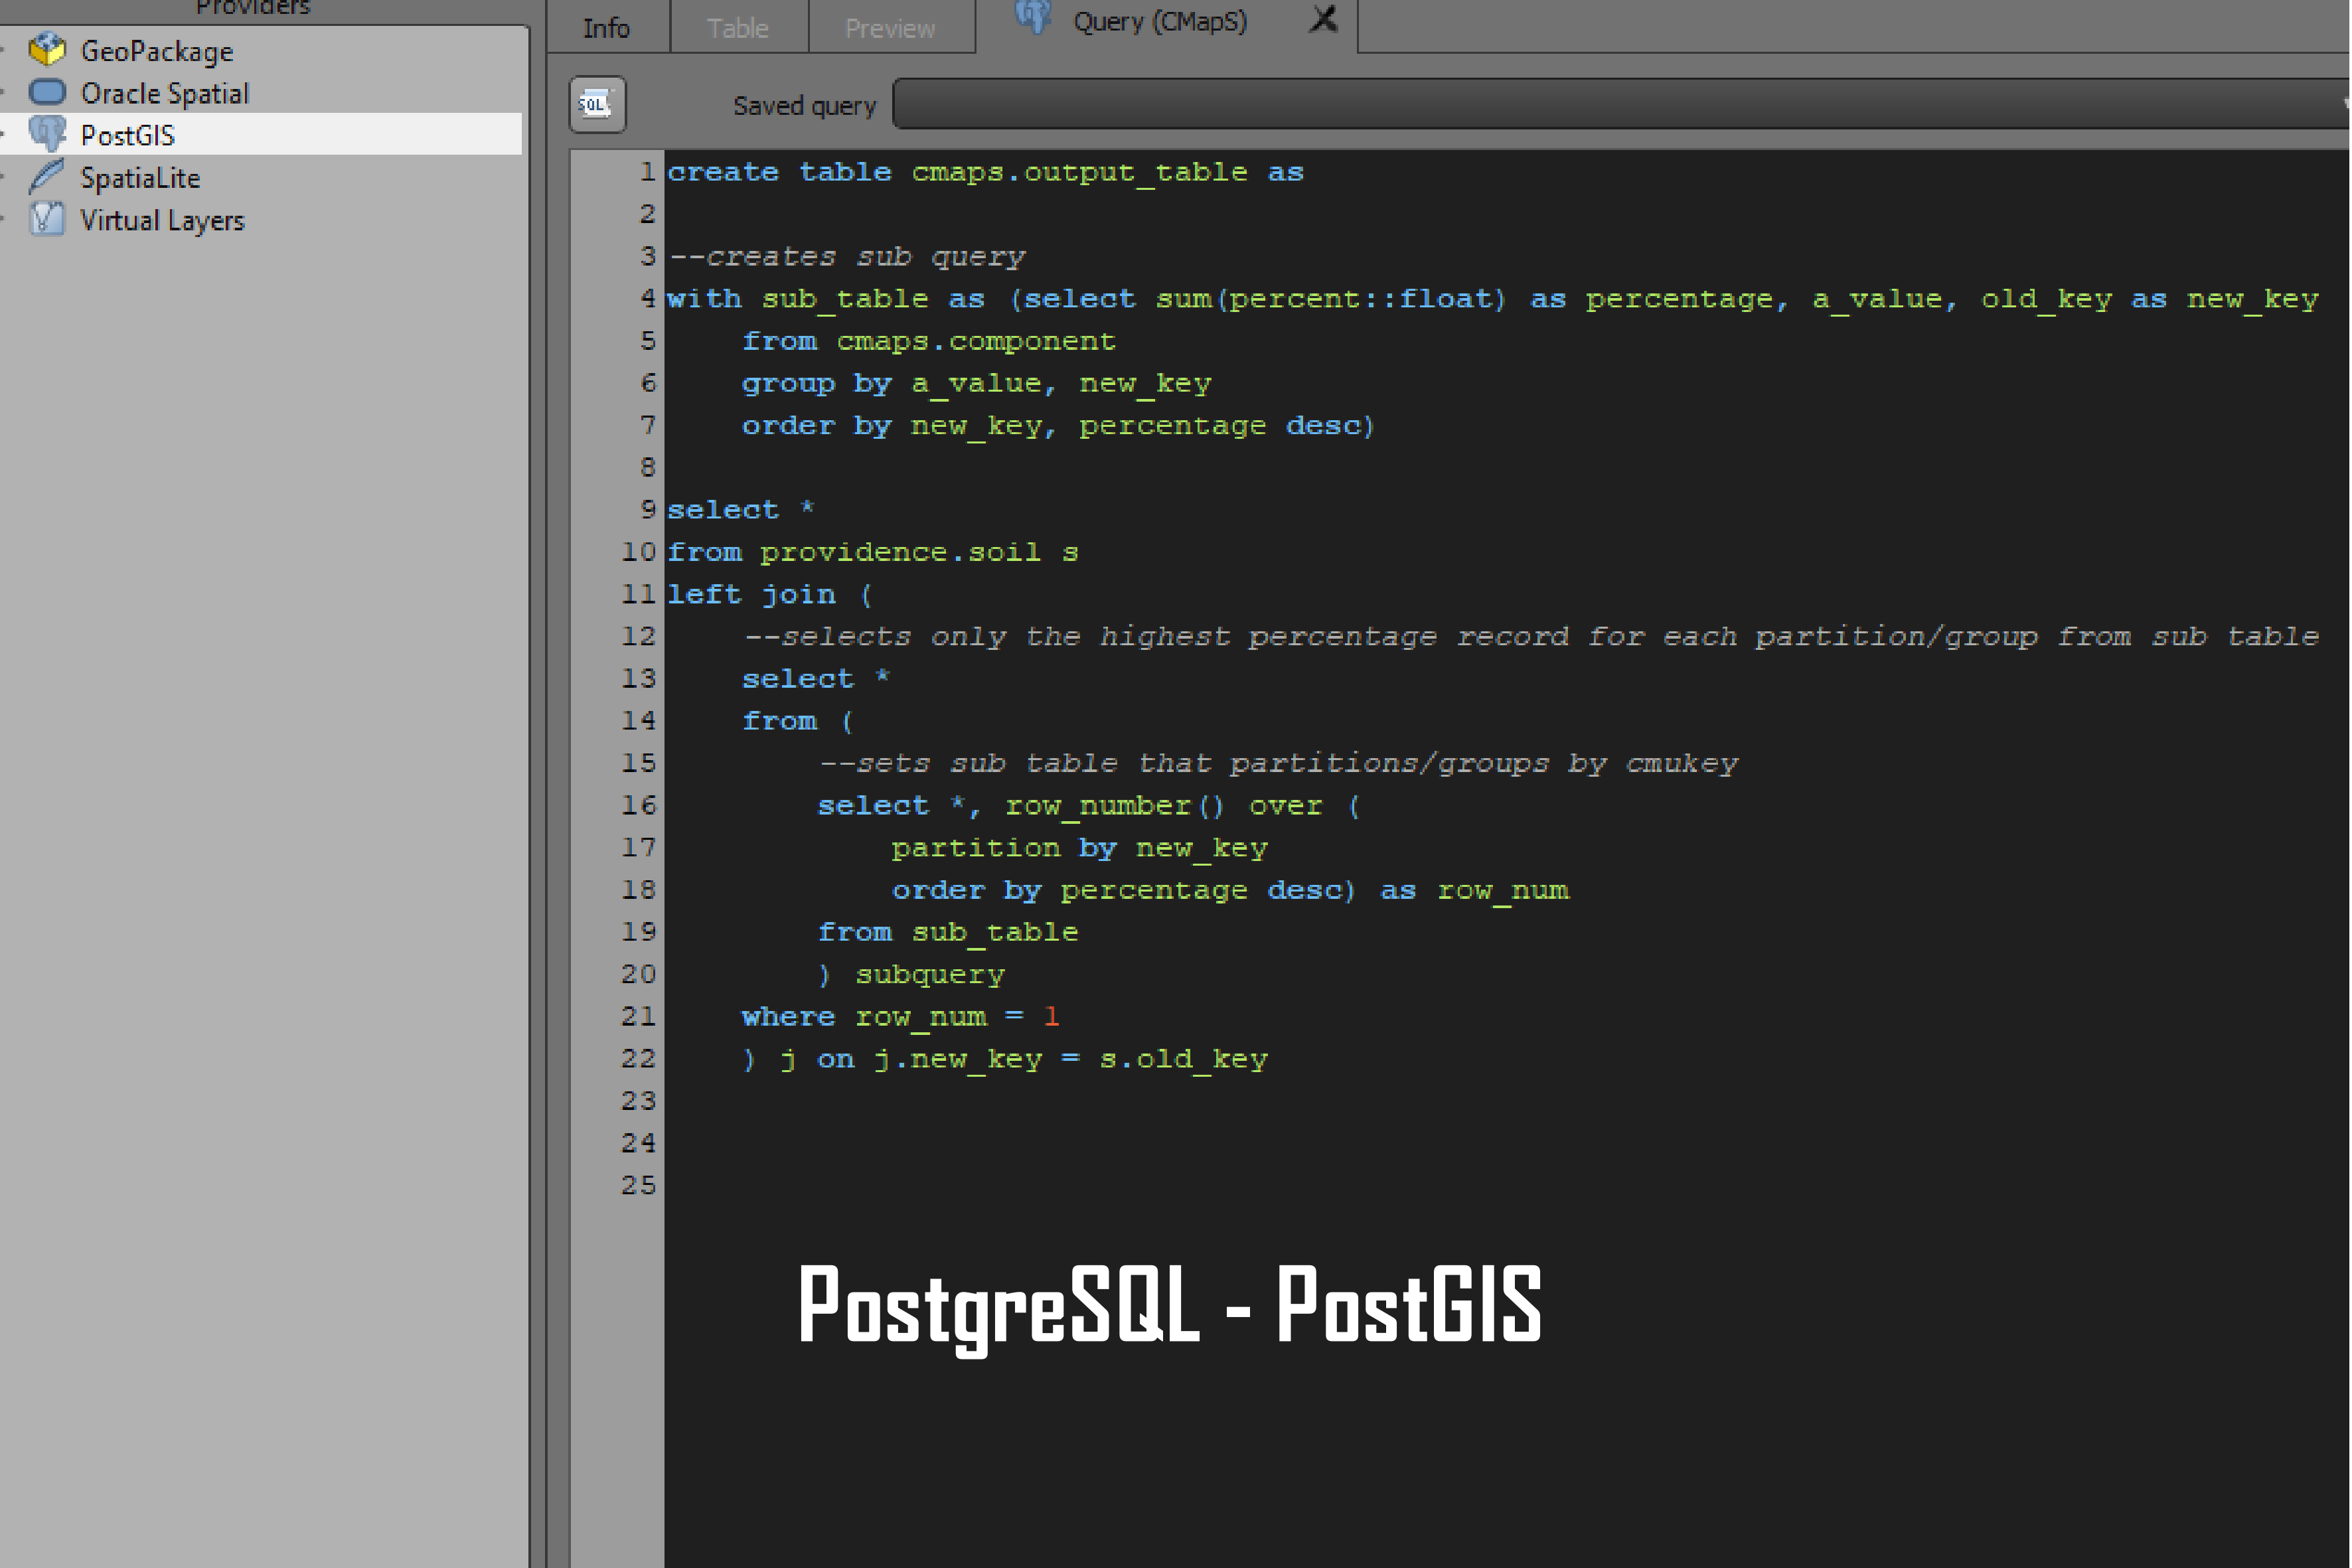 Providers
GeoPackage
Oracle Spatial
PostGIS
SpatiaLite
Virtual Layers
Info
Table
Preview
Query (CMapS)
X
SQL
Saved query
1 create table cmaps.output_table as
2
3 --creates sub query
4 with sub_table as (select sum(percent::float) as percentage, a_value, old_key as new_key
5     from cmaps.component
6     group by a_value, new_key
7     order by new_key, percentage desc)
8
9 select *
10 from providence.soil s
11 left join (
12     --selects only the highest percentage record for each partition/group from sub table
13     select *
14     from (
15         --sets sub table that partitions/groups by cmukey
16         select *, row_number() over (
17             partition by new_key
18             order by percentage desc) as row_num
19         from sub_table
20         ) subquery
21     where row_num = 1
22     ) j on j.new_key = s.old_key
23
24
25
PostgreSQL - PostGIS